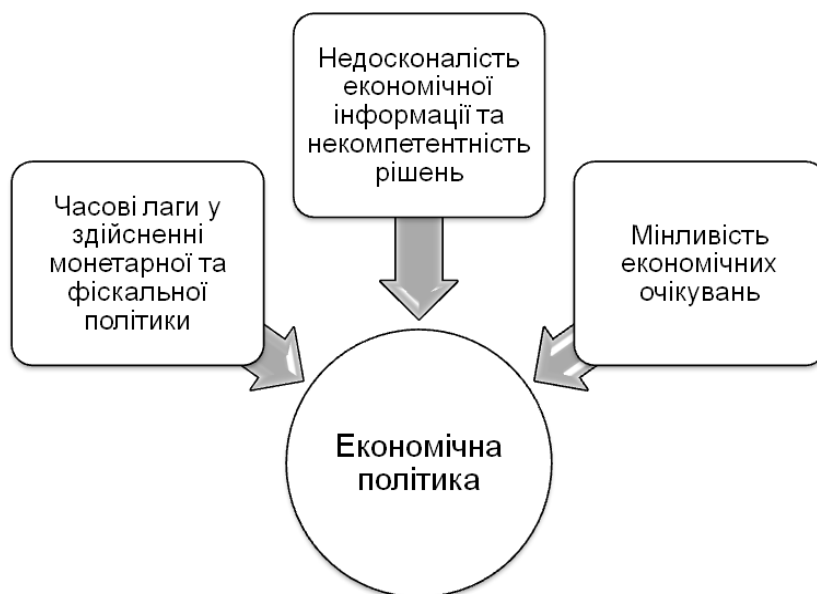 Недосконалість
економічної
інформації та
некомпетентність
рішень
Часові лаги у
здійсненні
монетарної та
фіскальної
політики
Мінливість
економічних
очікувань
Економічна
політика